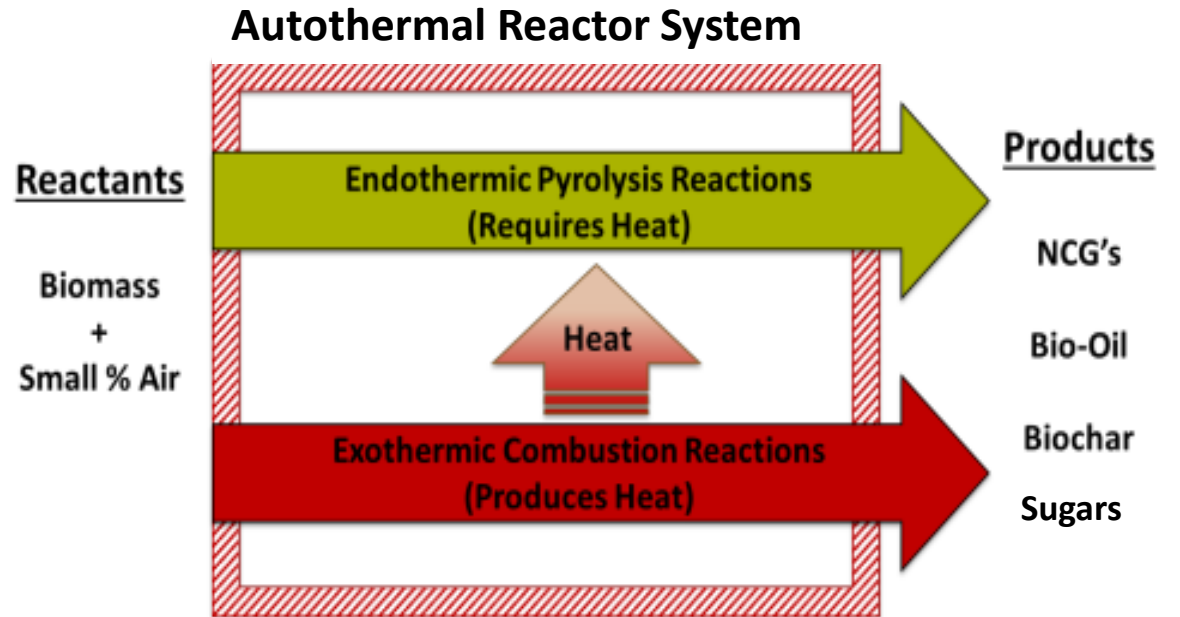 Autothermal Reactor System
Reactants
Biomass
+
Small % Air
Endothermic Pyrolysis Reactions
(Requires Heat)
Heat
Exothermic Combustion Reactions
(Produces Heat)
Products
NCG's
Bio-Oil
Biochar
Sugars